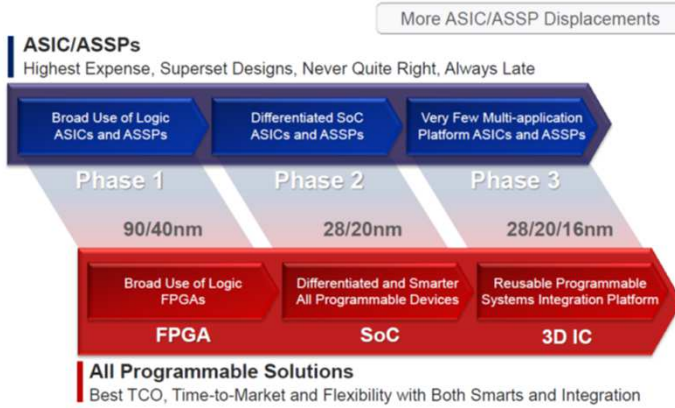 More ASIC/ASSP Displacements
ASIC/ASSPs
Highest Expense, Superset Designs, Never Quite Right, Always Late
Broad Use of Logic
ASICs and ASSPs
Differentiated SoC
ASICs and ASSPs
Very Few Multi-application
Platform ASICs and ASSPs
Phase 1
Phase 2
Phase 3
90/40nm
28/20nm
28/20/16nm
Broad Use of Logic
FPGAs
Differentiated and Smarter
All Programmable Devices
Reusable Programmable
Systems Integration Platform
FPGA
SoC
3D IC
All Programmable Solutions
Best TCO, Time-to-Market and Flexibility with Both Smarts and Integration